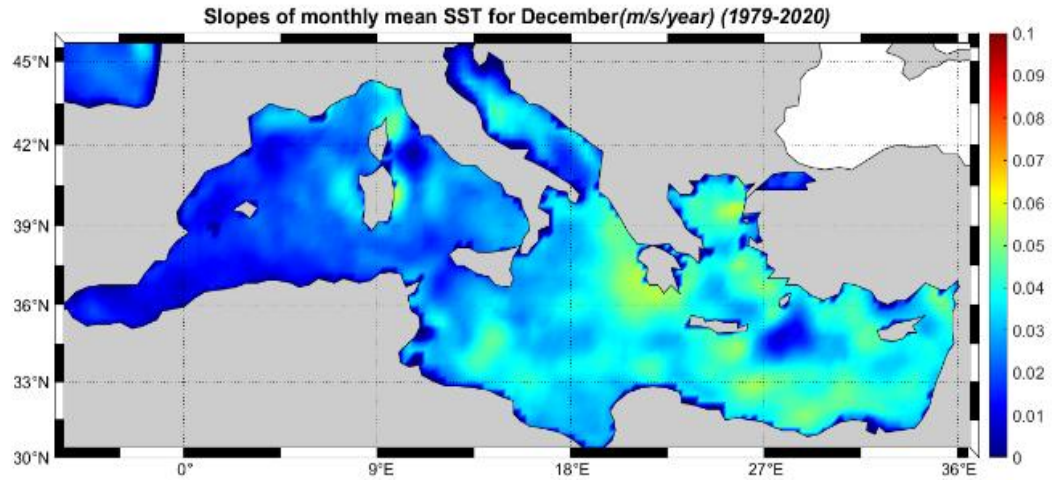 Slopes of monthly mean SST for December(m/s/year) (1979-2020)
45°N
42°N
39°N
36°N
33°N
30°N
0°
9°E
18°E
27°E
36°E
0.1
0.09
0.08
0.07
0.06
0.05
0.04
0.03
0.02
0.01
0